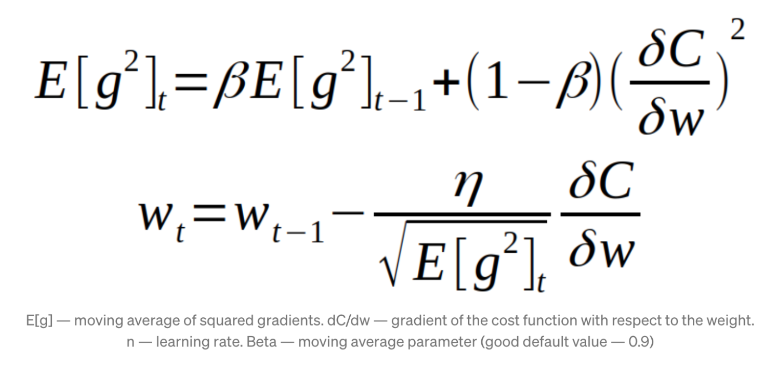 E[g²]ₜ=βE[g²]ₜ₋₁+(1−β)(δC/δw)²
wₜ=wₜ₋₁−η/√E[g²]ₜ δC/δw
E[g] — moving average of squared gradients. dC/dw — gradient of the cost function with respect to the weight.
n — learning rate. Beta — moving average parameter (good default value — 0.9)